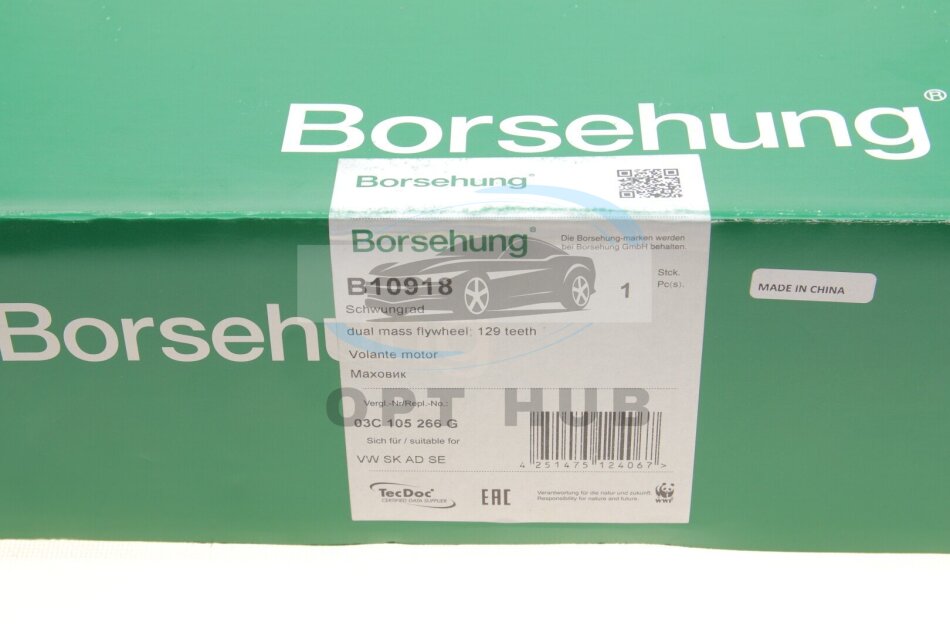 Borsehung®
Borsehung®
Borsehung®
Die Borsehung-marken werden
bei Borsehung GmbH behalten.
B10918
1
Stck.
Pc(s).
MADE IN CHINA
Schwungrad
Borsehung
dual mass flywheel; 129 teeth
Volante motor
Маховик
OPT HUB
Vergl.-Nr/Repl.-No.:
03C 105 266 G
Sich für / suitable for
VW SK AD SE
4 251475 124067 >
TecDoc
CERTIFIED DATA SUPPLIER
EAC
Verantwortung für die natur und zukunft.
Responsibility for nature and future.
WWF